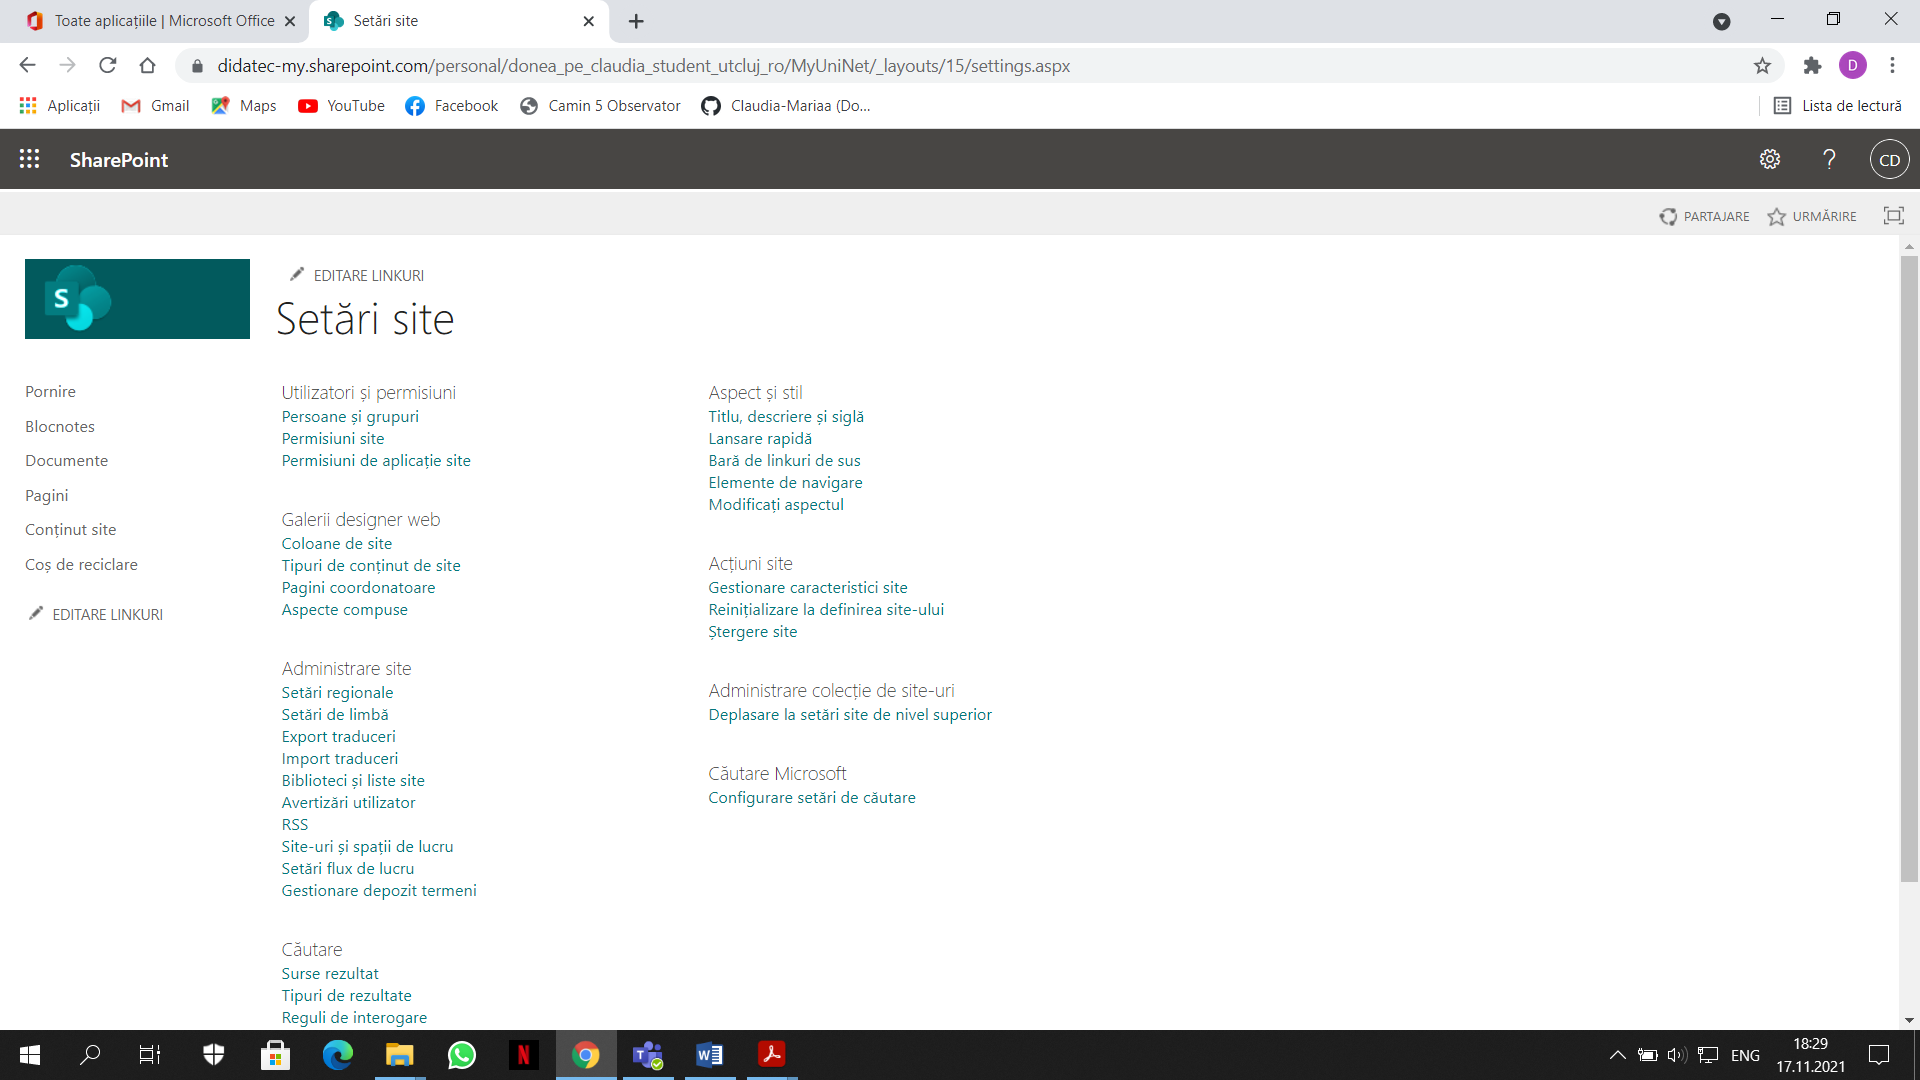 Toate aplicațiile | Microsoft Office
Setări site
didatec-my.sharepoint.com/personal/donea_pe_claudia_student_utcluj_ro/MyUniNet/_layouts/15/settings.aspx
D
Aplicații
Gmail
Maps
YouTube
Facebook
Camin 5 Observator
Claudia-Mariaa (Do...
Lista de lectură
SharePoint
CD
PARTAJARE
URMĂRIRE
S
EDITARE LINKURI
Setări site
Pornire
Blocnotes
Documente
Pagini
Conținut site
Coș de reciclare
EDITARE LINKURI
Utilizatori și permisiuni
Persoane și grupuri
Permisiuni site
Permisiuni de aplicație site
Galerii designer web
Coloane de site
Tipuri de conținut de site
Pagini coordonatoare
Aspecte compuse
Administrare site
Setări regionale
Setări de limbă
Export traduceri
Import traduceri
Biblioteci și liste site
Avertizări utilizator
RSS
Site-uri și spații de lucru
Setări flux de lucru
Gestionare depozit termeni
Căutare
Surse rezultat
Tipuri de rezultate
Reguli de interogare
Aspect și stil
Titlu, descriere și siglă
Lansare rapidă
Bară de linkuri de sus
Elemente de navigare
Modificați aspectul
Acțiuni site
Gestionare caracteristici site
Reinițializare la definirea site-ului
Ștergere site
Administrare colecție de site-uri
Deplasare la setări site de nivel superior
Căutare Microsoft
Configurare setări de căutare
ENG
18:29
17.11.2021